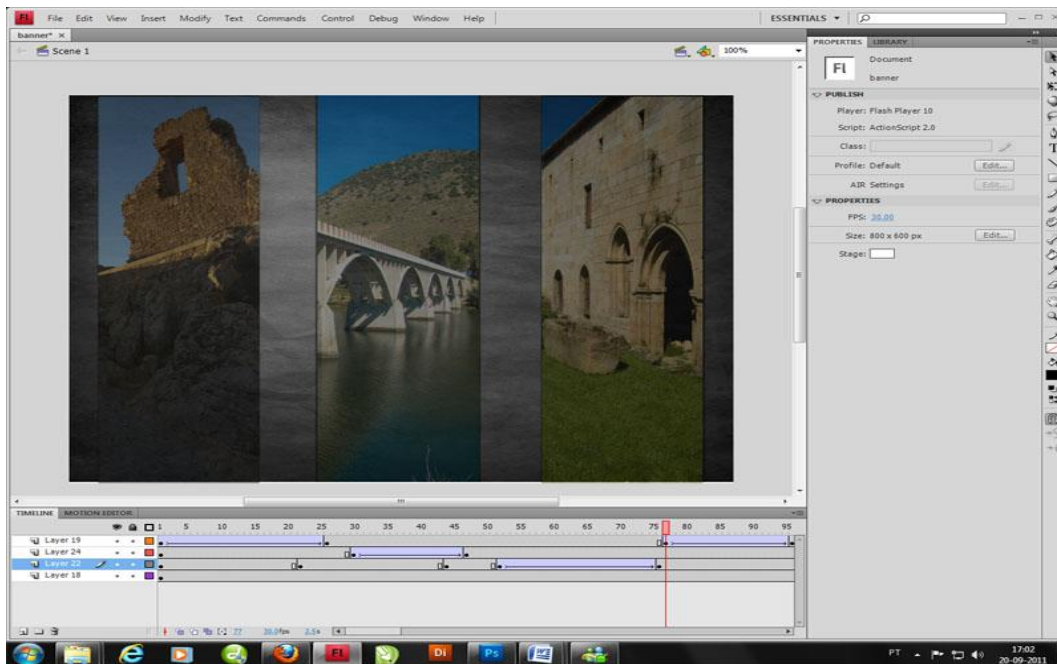 FL File Edit View Insert Modify Text Commands Control Debug Window Help ESSENTIALS
banner* ×
Scene 1 100%
PROPERTIES LIBRARY
Fl Document
banner
PUBLISH
Player: Flash Player 10
Script: ActionScript 2.0
Class:
Profile: Default Edit...
AIR Settings Edit...
PROPERTIES
FPS: 30.00
Size: 800 x 600 px Edit...
Stage:
TIMELINE MOTION EDITOR
1 5 10 15 20 25 30 35 40 45 50 55 60 65 70 75 80 85 90 95
Layer 19
Layer 24
Layer 22
Layer 18
77 30.0fps 2.5s
FL Di Ps PT 17:02
20-09-2011